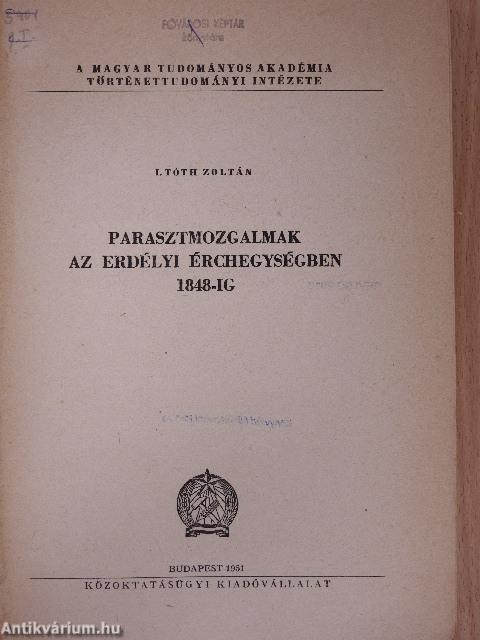 FŐVÁROSI KÉPTÁR
könyvtára
A MAGYAR TUDOMÁNYOS AKADÉMIA
TÖRTÉNETTUDOMÁNYI INTÉZETE
I. TÓTH ZOLTÁN
PARASZTMOZGALMAK
AZ ERDÉLYI ÉRCHEGYSÉGBEN
1848-IG
BUDAPEST 1951
KÖZOKTATÁSÜGYI KIADÓVÁLLALAT
Antikvárium.hu